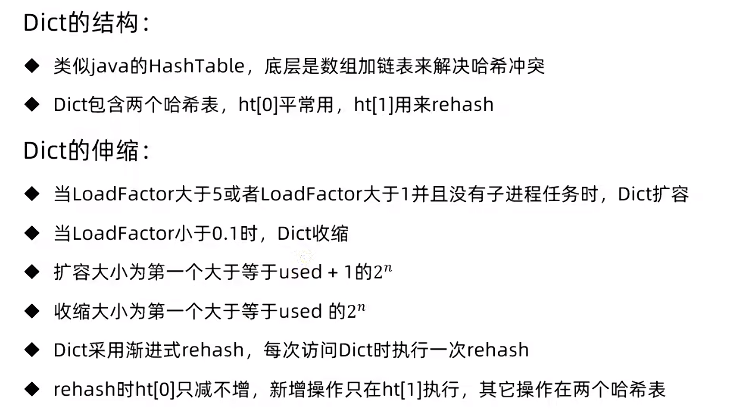 Dict的结构：
◆ 类似java的HashTable，底层是数组加链表来解决哈希冲突
◆ Dict包含两个哈希表，ht[0]平常用，ht[1]用来rehash
Dict的伸缩：
◆ 当LoadFactor大于5或者LoadFactor大于1并且没有子进程任务时，Dict扩容
◆ 当LoadFactor小于0.1时，Dict收缩
◆ 扩容大小为第一个大于等于used + 1的2ⁿ
◆ 收缩大小为第一个大于等于used 的2ⁿ
◆ Dict采用渐进式rehash，每次访问Dict时执行一次rehash
◆ rehash时ht[0]只减不增，新增操作只在ht[1]执行，其它操作在两个哈希表